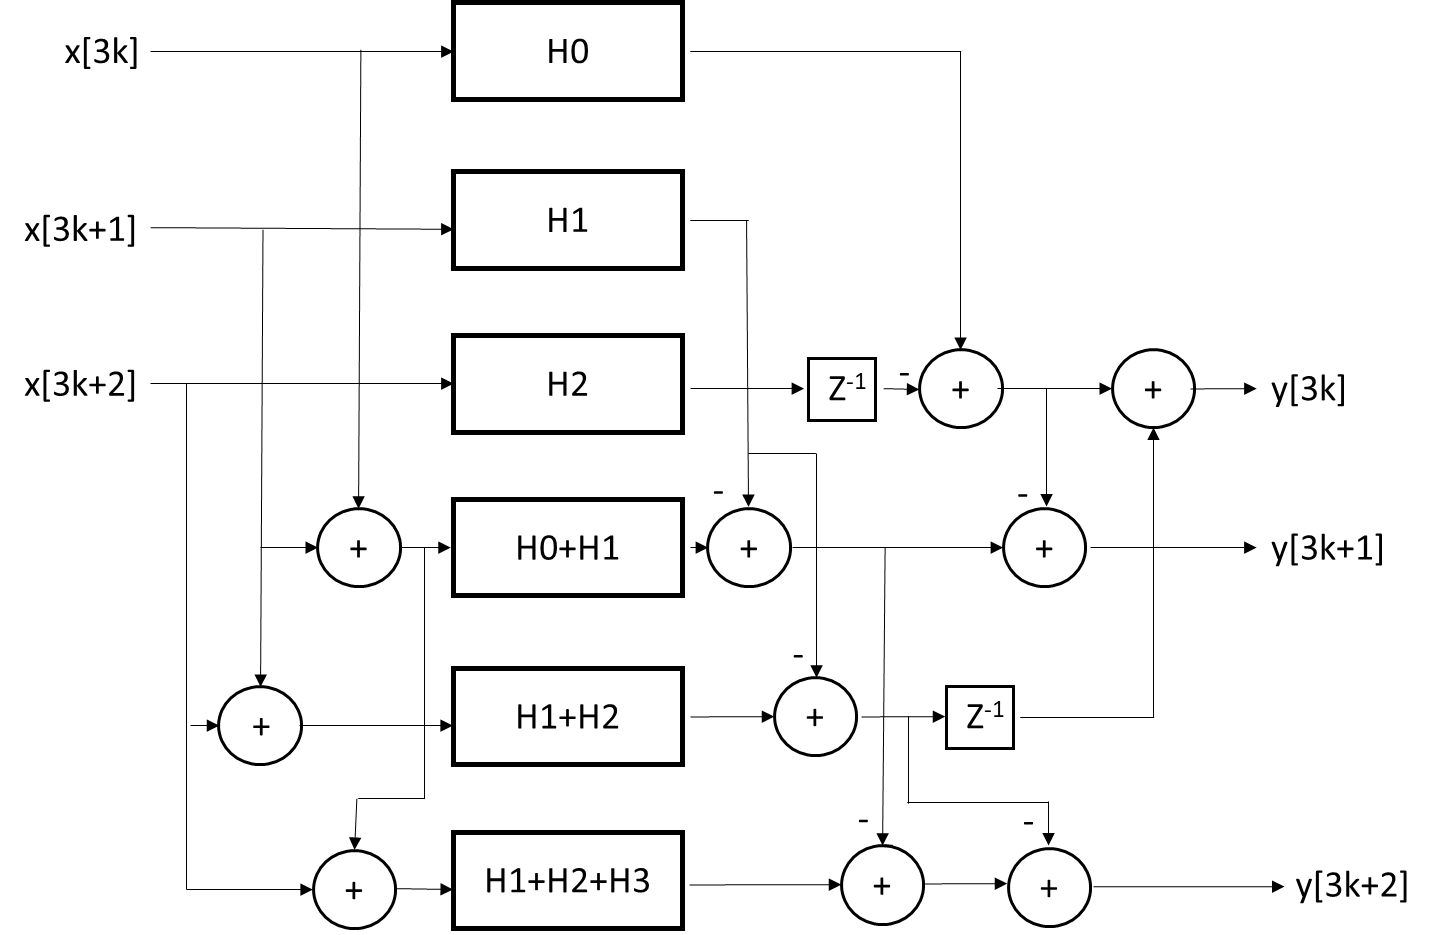 x[3k]
H0
x[3k+1]
H1
x[3k+2]
H2
Z-1
-
+
+
y[3k]
-
-
+
H0+H1
+
+
y[3k+1]
-
+
H1+H2
+
Z-1
-
-
+
H1+H2+H3
+
+
y[3k+2]